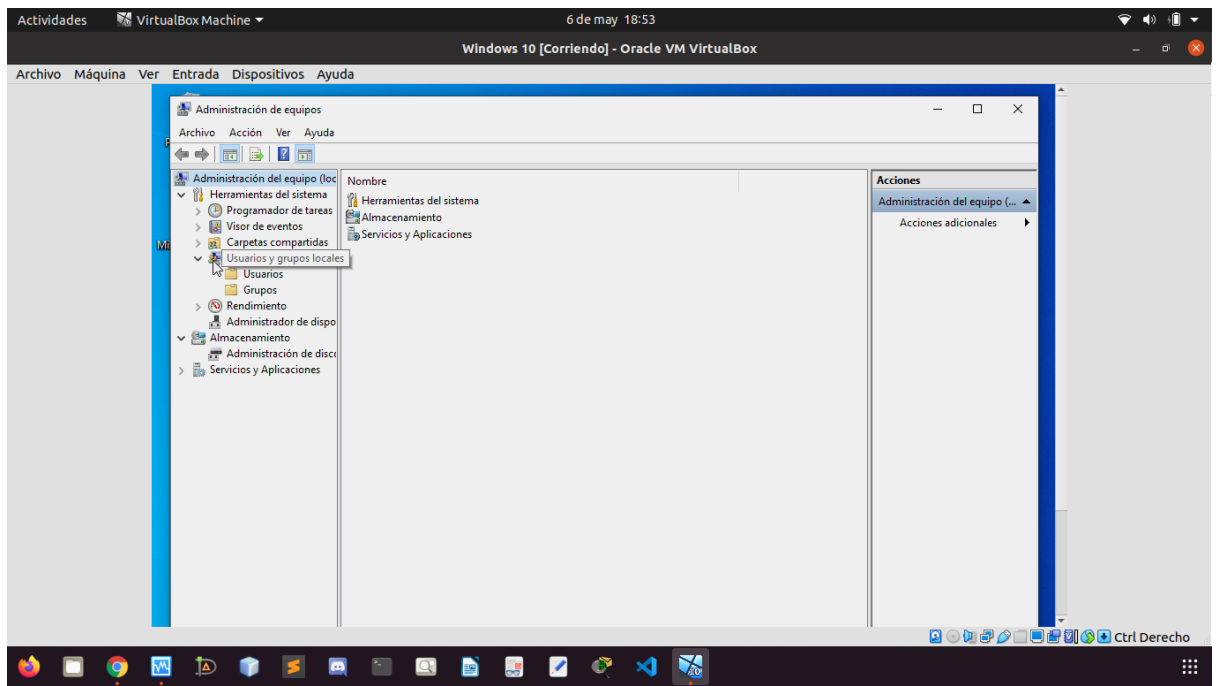 Actividades VirtualBox Machine 6 de may 18:53
Windows 10 [Corriendo] - Oracle VM VirtualBox
Archivo Máquina Ver Entrada Dispositivos Ayuda
Administración de equipos
Archivo Acción Ver Ayuda
Administración del equipo (loc
Herramientas del sistema
Programador de tareas
Visor de eventos
Carpetas compartidas
Usuarios y grupos locales
Usuarios
Grupos
Rendimiento
Administrador de dispo
Almacenamiento
Administración de disc
Servicios y Aplicaciones
Nombre
Herramientas del sistema
Almacenamiento
Servicios y Aplicaciones
Acciones
Administración del equipo (...
Acciones adicionales
Ctrl Derecho